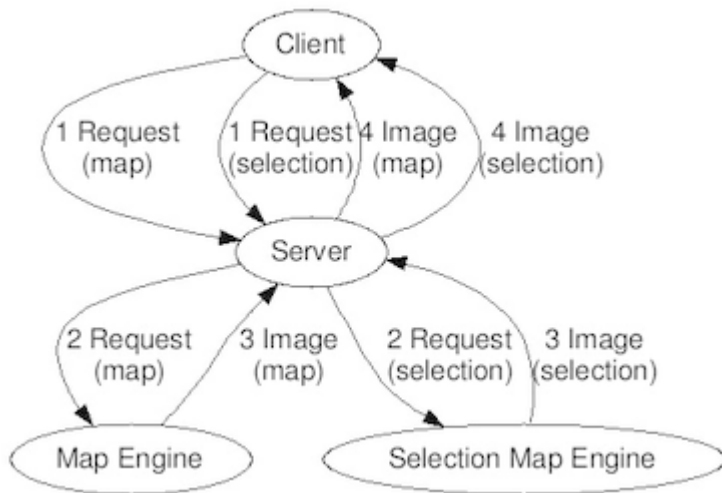 Client
1 Request
(map)
1 Request
(selection)
4 Image
(map)
4 Image
(selection)
Server
2 Request
(map)
3 Image
(map)
2 Request
(selection)
3 Image
(selection)
Map Engine
Selection Map Engine